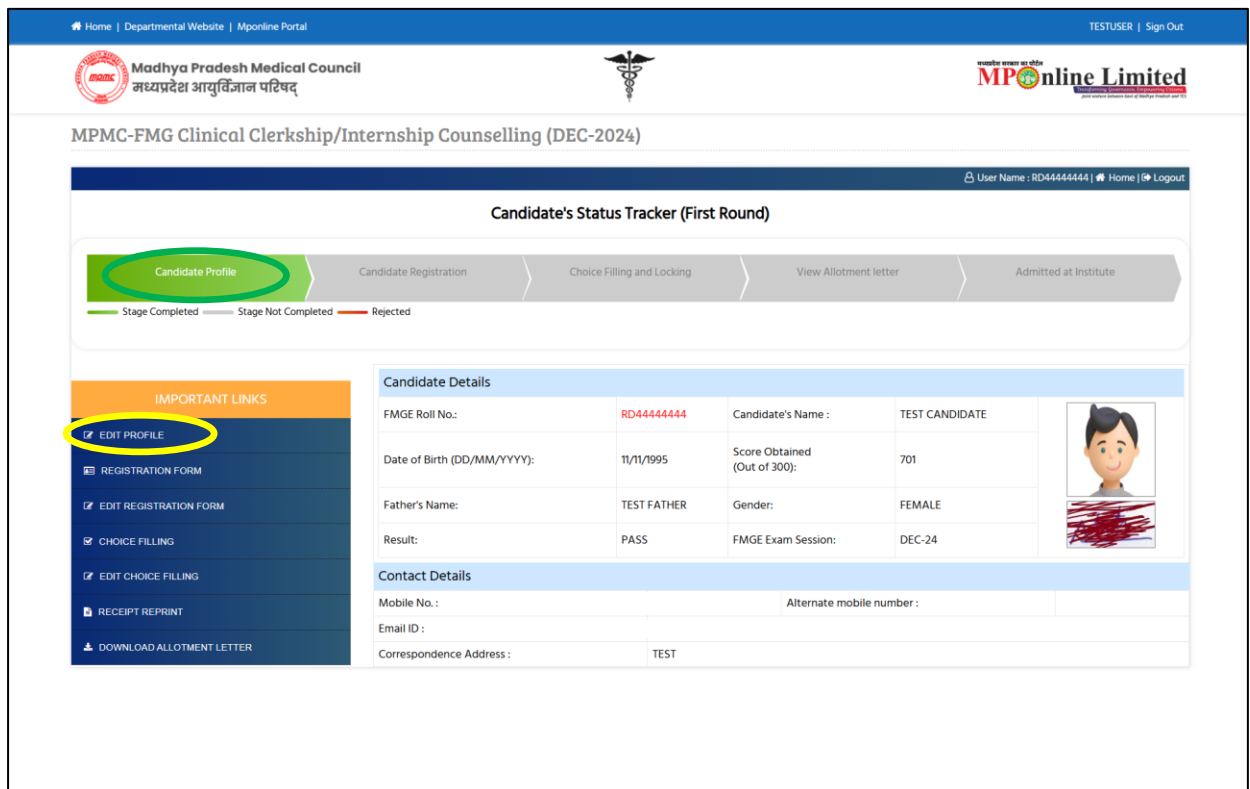 Home | Departmental Website | Mponline Portal
TESTUSER | Sign Out
mpmc
Madhya Pradesh Medical Council
मध्यप्रदेश आयुर्विज्ञान परिषद्
MPOnline Limited
MPMC-FMG Clinical Clerkship/Internship Counselling (DEC-2024)
User Name : RD44444444 | Home | Logout
Candidate's Status Tracker (First Round)
Candidate Profile
Candidate Registration
Choice Filling and Locking
View Allotment letter
Admitted at Institute
Stage Completed Stage Not Completed Rejected
IMPORTANT LINKS
EDIT PROFILE
REGISTRATION FORM
EDIT REGISTRATION FORM
CHOICE FILLING
EDIT CHOICE FILLING
RECEIPT REPRINT
DOWNLOAD ALLOTMENT LETTER
Candidate Details
FMGE Roll No.: RD44444444 Candidate's Name : TEST CANDIDATE
Date of Birth (DD/MM/YYYY): 11/11/1995 Score Obtained
(Out of 300): 701
Father's Name: TEST FATHER Gender: FEMALE
Result: PASS FMGE Exam Session: DEC-24
Contact Details
Mobile No. : Alternate mobile number :
Email ID :
Correspondence Address : TEST